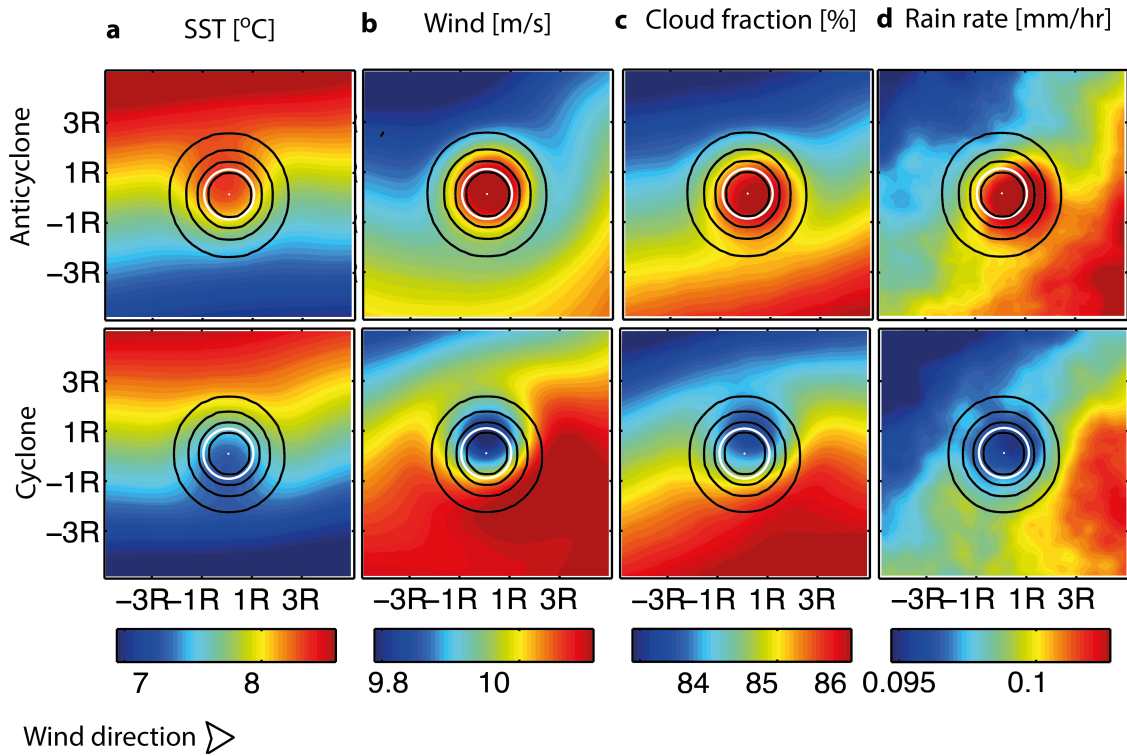 a SST [°C] b Wind [m/s] c Cloud fraction [%] d Rain rate [mm/hr]
Anticyclone
3R
1R
−1R
−3R
Cyclone
3R
1R
−1R
−3R
−3R −1R 1R 3R −3R −1R 1R 3R −3R −1R 1R 3R −3R −1R 1R 3R
7 8 9.8 10 84 85 86 0.095 0.1
Wind direction